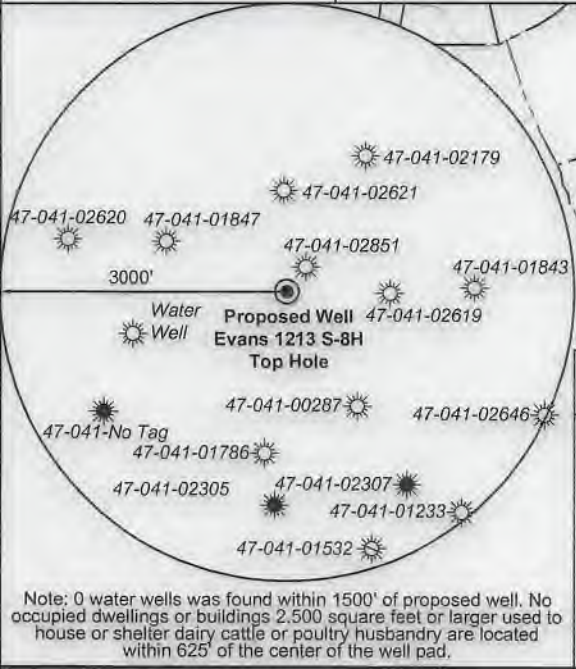 47-041-02179
47-041-02621
47-041-02620
47-041-01847
47-041-02851
47-041-01843
3000'
47-041-02619
Water
Well
Proposed Well
Evans 1213 S-8H
Top Hole
47-041-00287
47-041-02646
47-041-No Tag
47-041-01786
47-041-02305
47-041-02307
47-041-01233
47-041-01532
Note: 0 water wells was found within 1500' of proposed well. No
occupied dwellings or buildings 2.500 square feet or larger used to
house or shelter dairy cattle or poultry husbandry are located
within 625' of the center of the well pad.